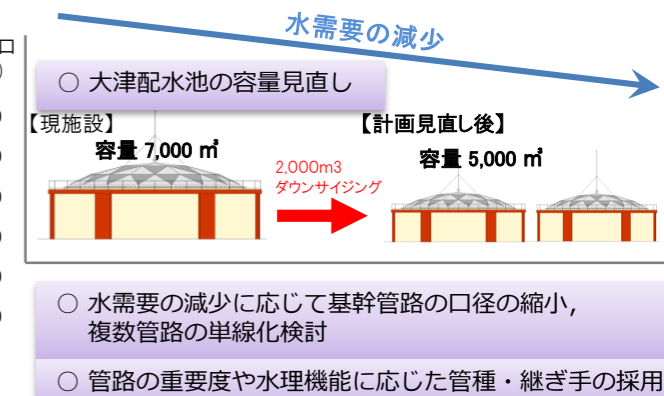 水需要の減少
口
)
○ 大津配水池の容量見直し
【現施設】
容量 7,000 ㎥
2,000m3
ダウンサイジング
【計画見直し後】
容量 5,000 ㎥
○ 水需要の減少に応じて基幹管路の口径の縮小，
複数管路の単線化検討
○ 管路の重要度や水理機能に応じた管種・継ぎ手の採用